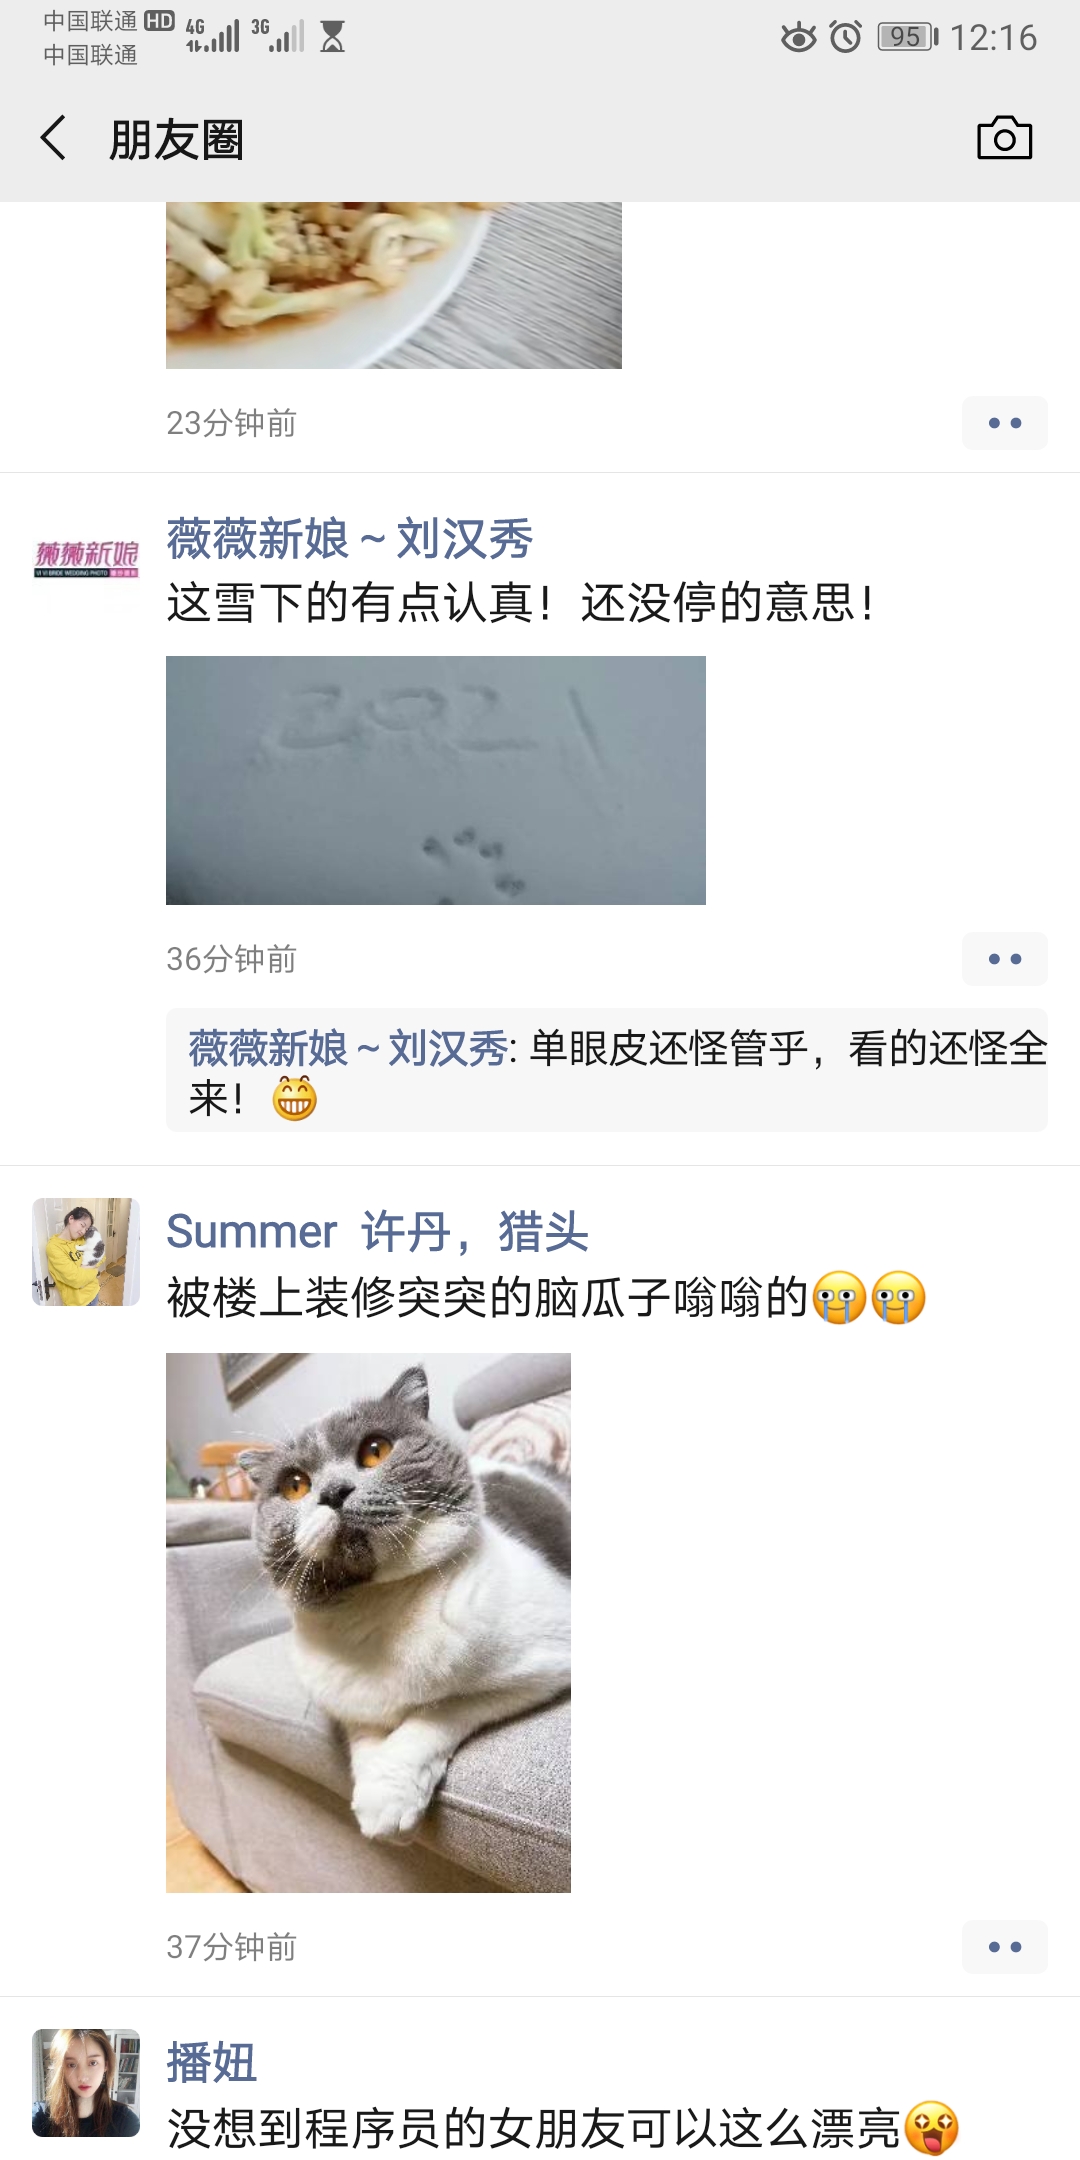 中国联通 HD 4G 3G 95 12:16
中国联通
朋友圈
23分钟前
薇薇新娘
VI VI BRIDE WEDDING PHOTO
薇薇新娘 ~ 刘汉秀
这雪下的有点认真！还没停的意思！
2021
36分钟前
薇薇新娘 ~ 刘汉秀: 单眼皮还怪管乎，看的还怪全
来！😁
Summer 许丹，猎头
被楼上装修突突的脑瓜子嗡嗡的😭😭
37分钟前
播妞
没想到程序员的女朋友可以这么漂亮